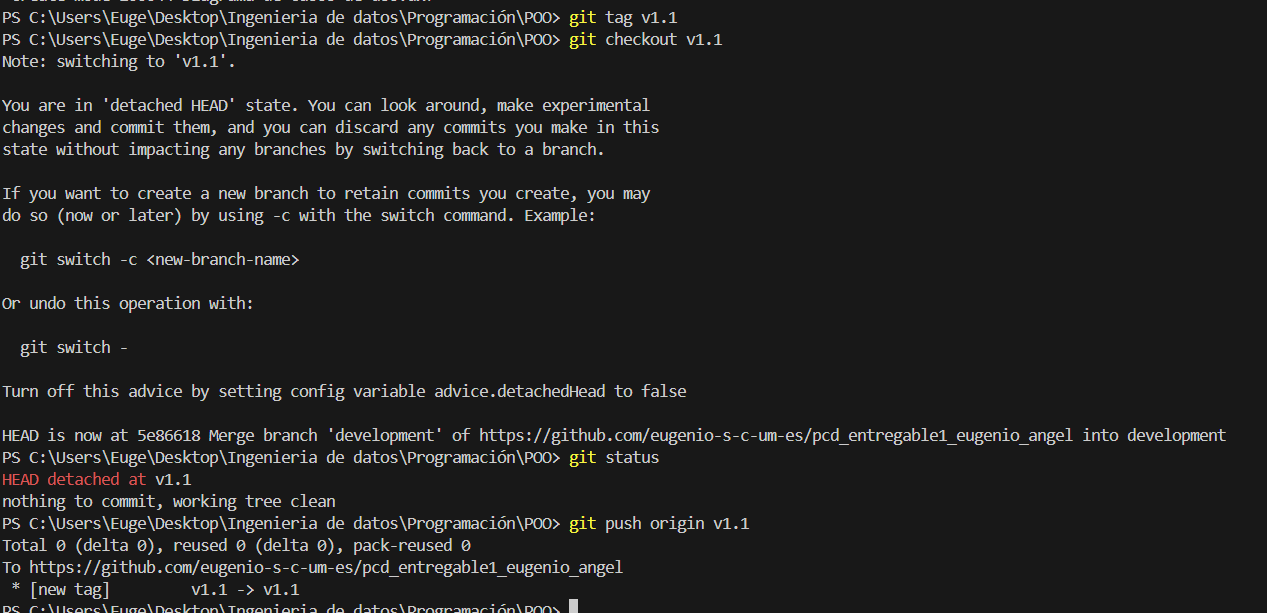 PS C:\Users\Euge\Desktop\Ingenieria de datos\Programación\POO> git tag v1.1
PS C:\Users\Euge\Desktop\Ingenieria de datos\Programación\POO> git checkout v1.1
Note: switching to 'v1.1'.
You are in 'detached HEAD' state. You can look around, make experimental
changes and commit them, and you can discard any commits you make in this
state without impacting any branches by switching back to a branch.
If you want to create a new branch to retain commits you create, you may
do so (now or later) by using -c with the switch command. Example:
git switch -c <new-branch-name>
Or undo this operation with:
git switch -
Turn off this advice by setting config variable advice.detachedHead to false
HEAD is now at 5e86618 Merge branch 'development' of https://github.com/eugenio-s-c-um-es/pcd_entregable1_eugenio_angel into development
PS C:\Users\Euge\Desktop\Ingenieria de datos\Programación\POO> git status
HEAD detached at v1.1
nothing to commit, working tree clean
PS C:\Users\Euge\Desktop\Ingenieria de datos\Programación\POO> git push origin v1.1
Total 0 (delta 0), reused 0 (delta 0), pack-reused 0
To https://github.com/eugenio-s-c-um-es/pcd_entregable1_eugenio_angel
* [new tag] v1.1 -> v1.1
PS C:\Users\Euge\Desktop\Ingenieria de datos\Programación\POO>